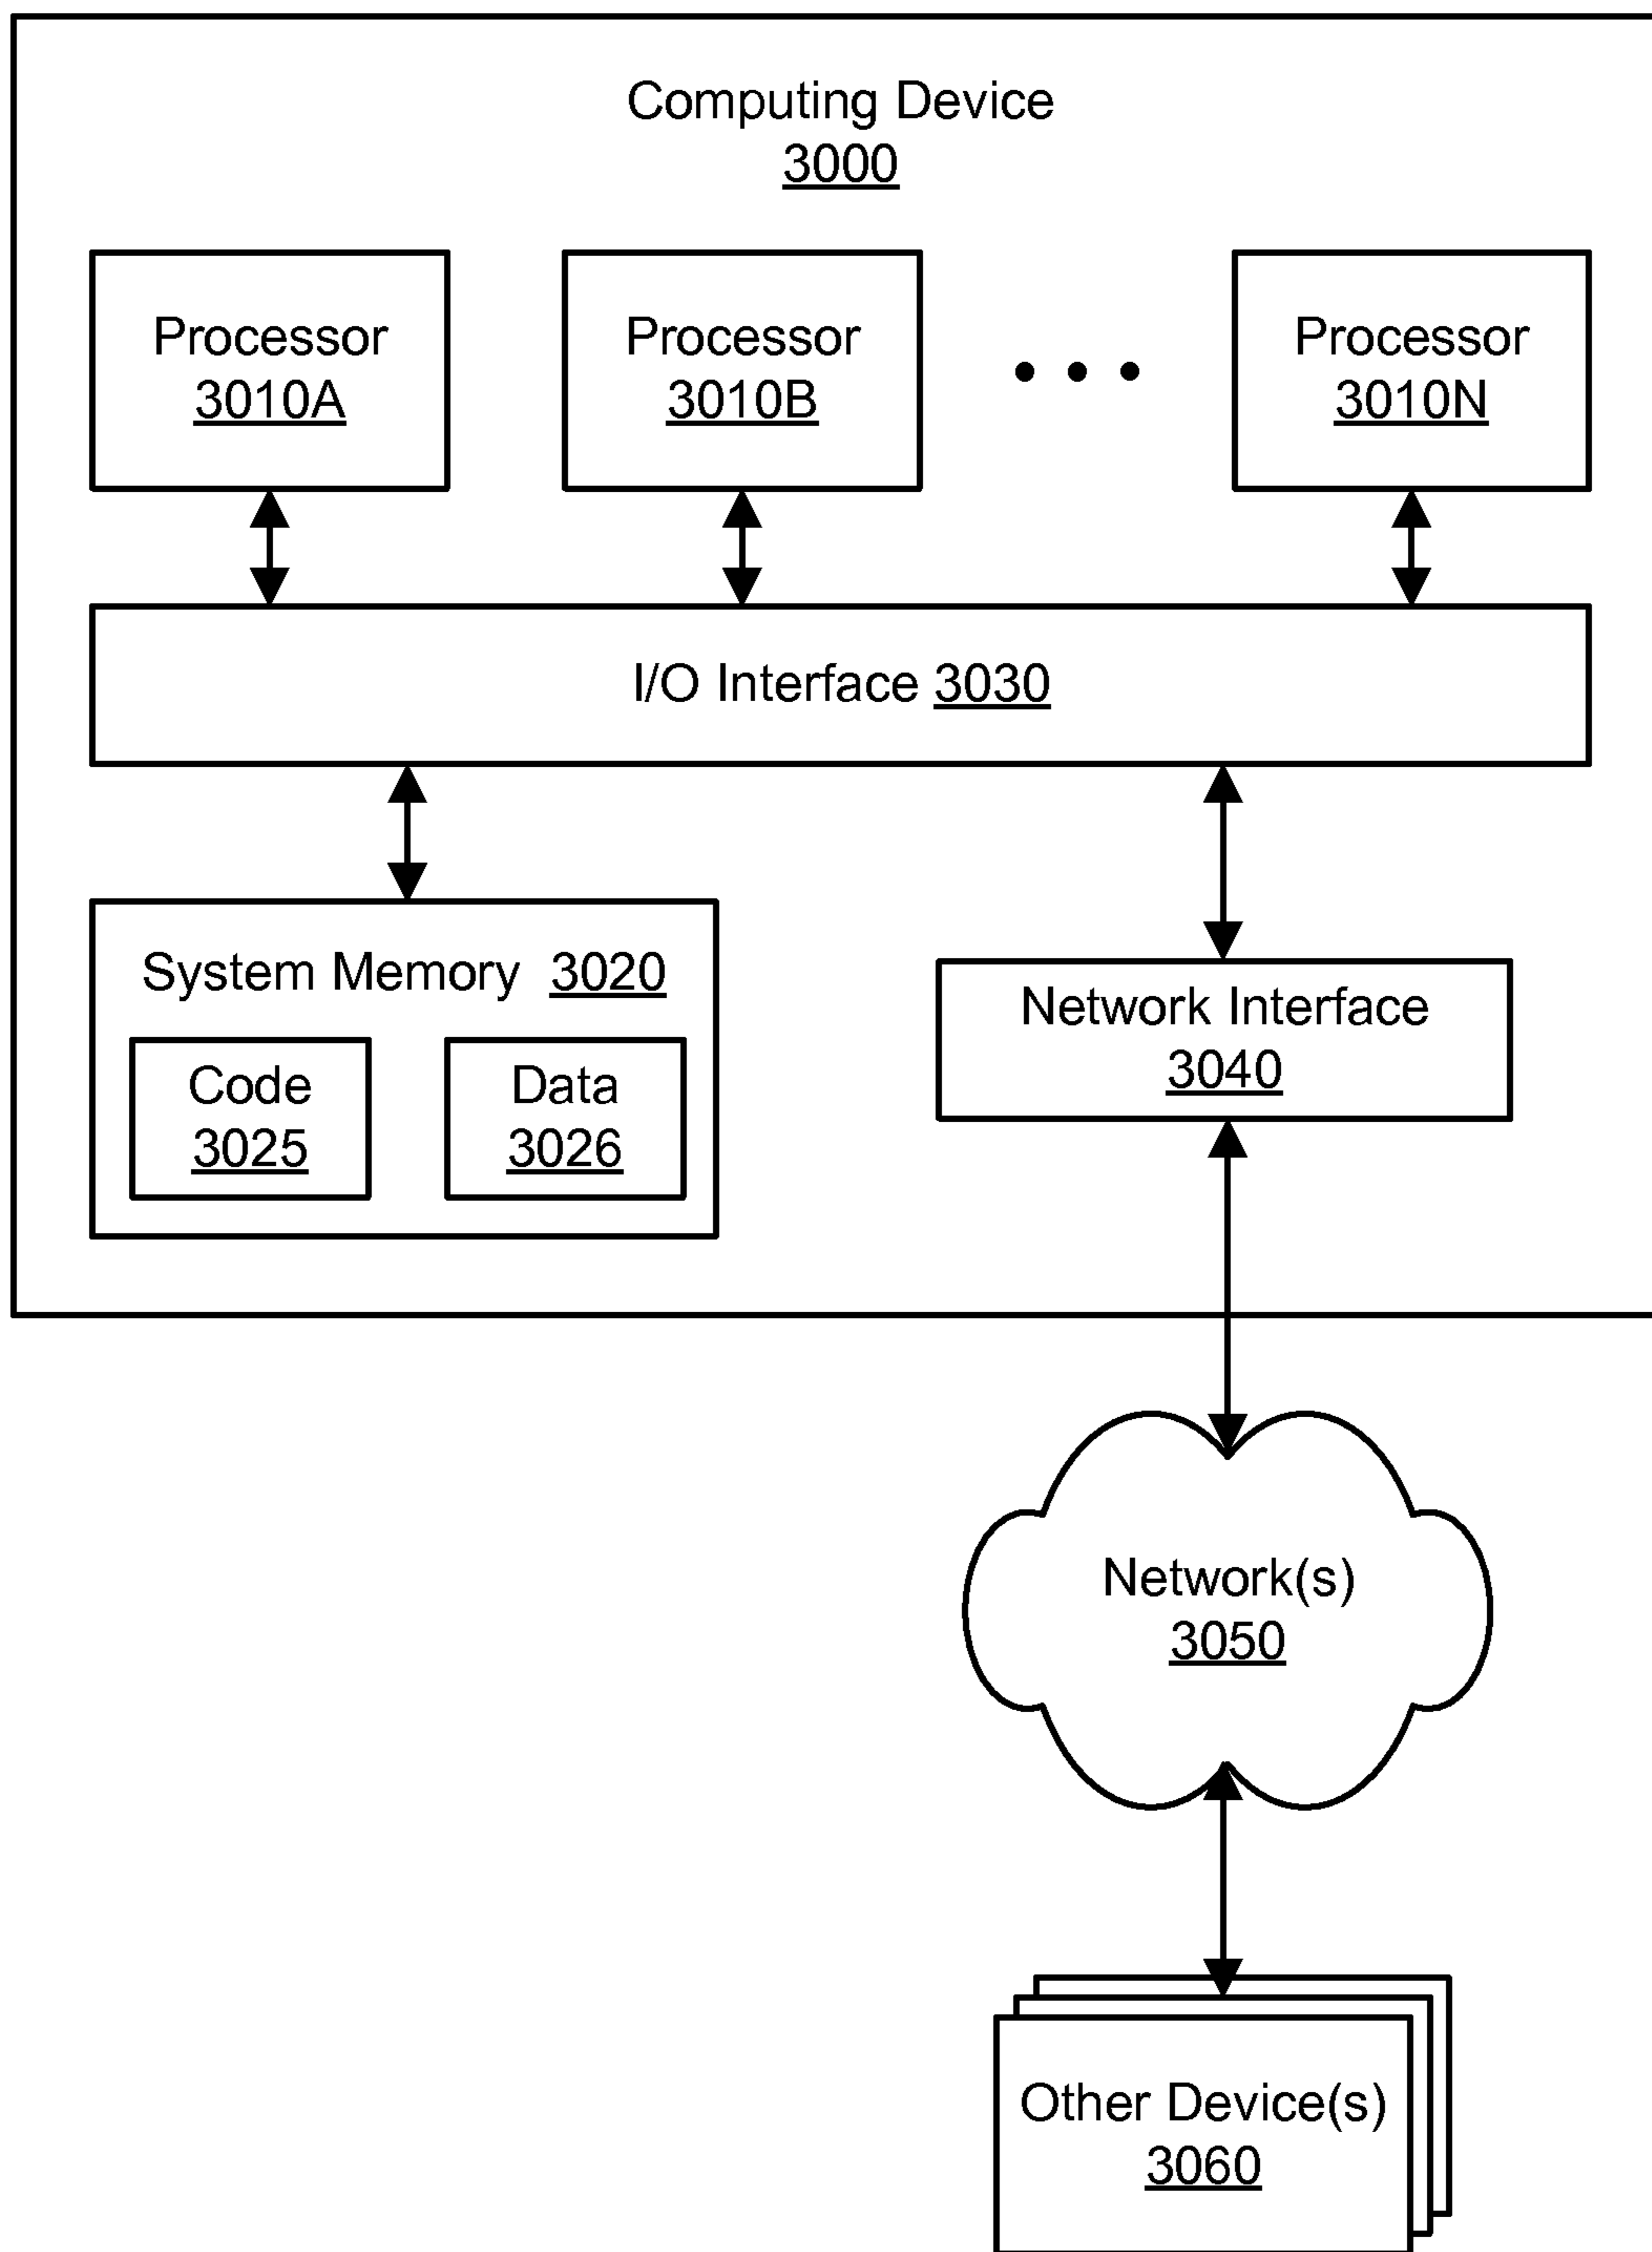 Computing Device
3000
Processor
3010A
Processor
3010B
Processor
3010N
I/O Interface 3030
System Memory 3020
Code
3025
Data
3026
Network Interface
3040
Network(s)
3050
Other Device(s)
3060